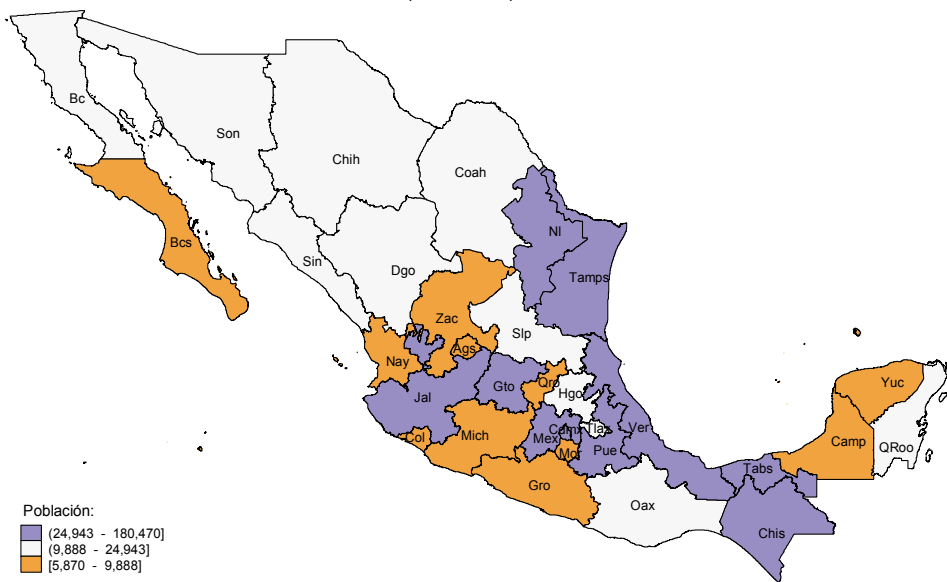 Bc
Son
Chih
Coah
Bcs
Sin
Dgo
Nl
Tamps
Zac
Slp
Nay
Ags
Jal
Gto
Qro
Hgo
Col
Mich
Mex
Cdmx
Tlax
Mor
Pue
Ver
Gro
Oax
Tabs
Chis
Camp
Yuc
QRoo
Población:
(24,943 - 180,470]
(9,888 - 24,943]
[5,870 - 9,888]